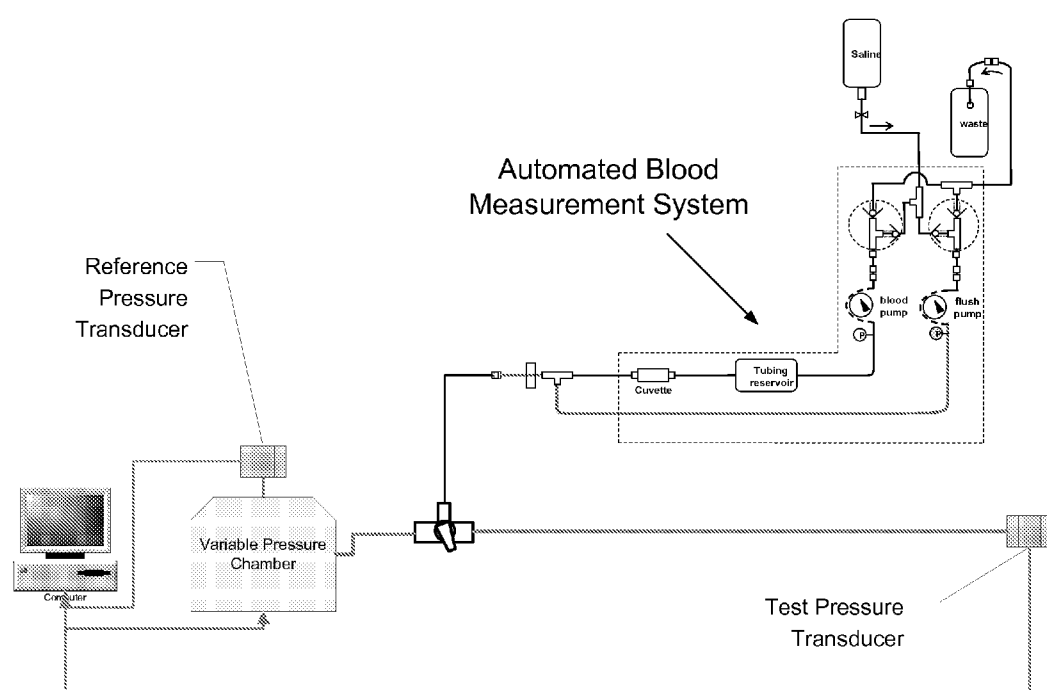 Saline
waste
Automated Blood
Measurement System
Reference
Pressure
Transducer
blood
pump
flush
pump
P
P
Tubing
reservoir
Cuvette
Variable Pressure
Chamber
Computer
Test Pressure
Transducer